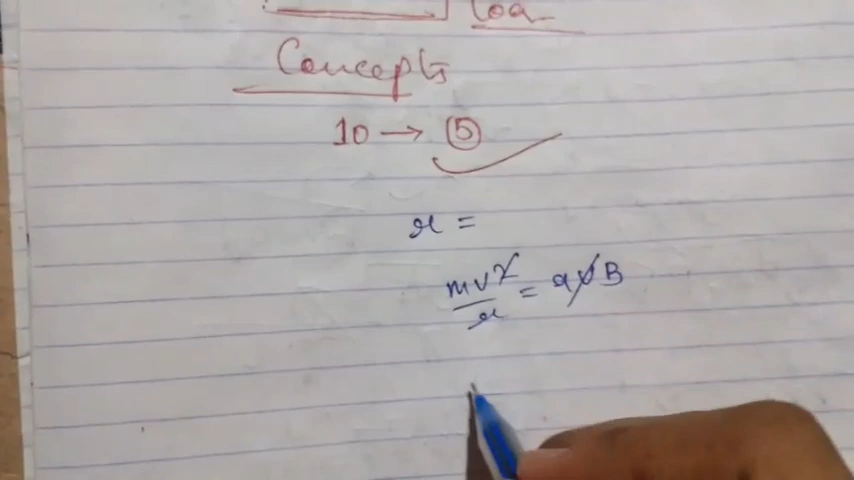 Concepts
10 → 5
r =
mv²/r = qvB